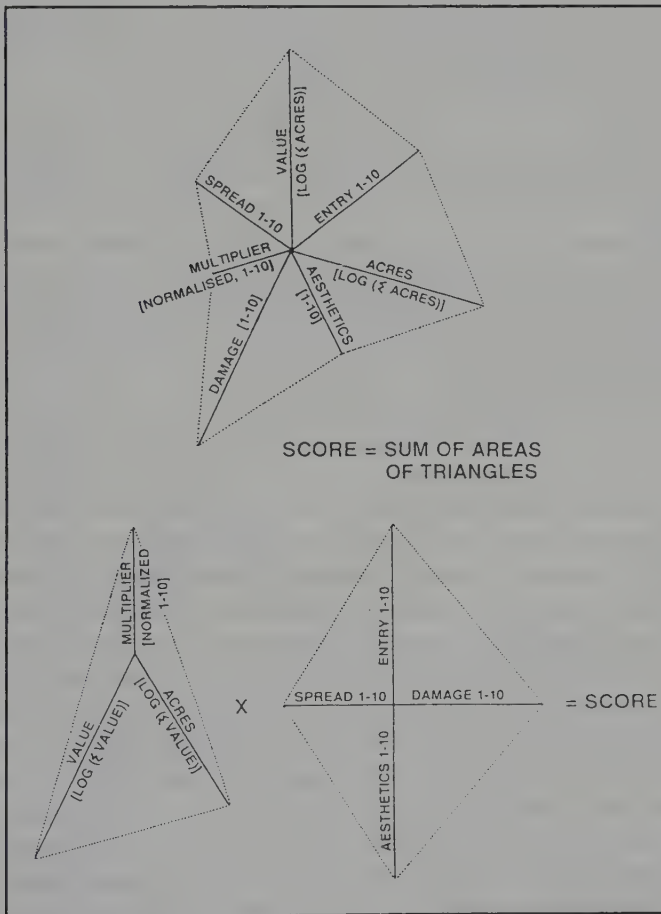 VALUE
[LOG (ξ ACRES)]
SPREAD 1-10
ENTRY 1-10
MULTIPLIER
[NORMALISED, 1-10]
ACRES
[LOG (ξ ACRES)]
AESTHETICS
[1-10]
DAMAGE [1-10]
SCORE = SUM OF AREAS
OF TRIANGLES
MULTIPLIER
[NORMALIZED
1-10]
VALUE
[LOG (ξ VALUE)]
ACRES
[LOG (ξ VALUE)]
X
ENTRY 1-10
SPREAD 1-10
DAMAGE 1-10
AESTHETICS 1-10
= SCORE